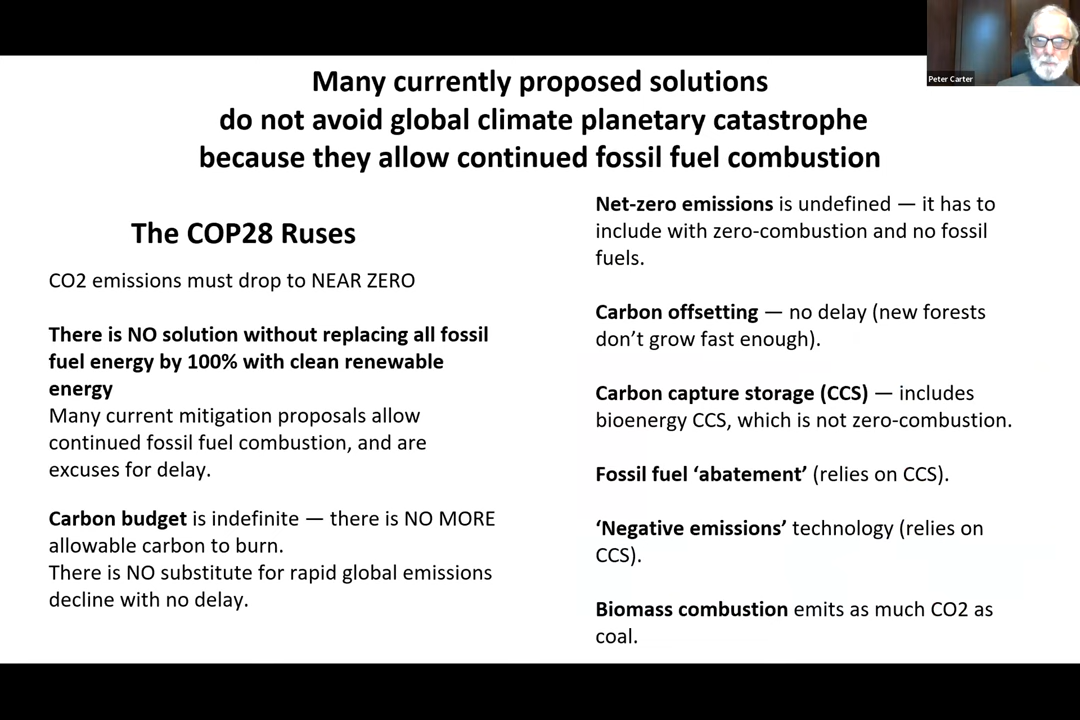 Many currently proposed solutions
do not avoid global climate planetary catastrophe
because they allow continued fossil fuel combustion
Peter Carter
The COP28 Ruses
CO2 emissions must drop to NEAR ZERO
There is NO solution without replacing all fossil
fuel energy by 100% with clean renewable
energy
Many current mitigation proposals allow
continued fossil fuel combustion, and are
excuses for delay.
Carbon budget is indefinite — there is NO MORE
allowable carbon to burn.
There is NO substitute for rapid global emissions
decline with no delay.
Net-zero emissions is undefined — it has to
include with zero-combustion and no fossil
fuels.
Carbon offsetting — no delay (new forests
don’t grow fast enough).
Carbon capture storage (CCS) — includes
bioenergy CCS, which is not zero-combustion.
Fossil fuel ‘abatement’ (relies on CCS).
‘Negative emissions’ technology (relies on
CCS).
Biomass combustion emits as much CO2 as
coal.